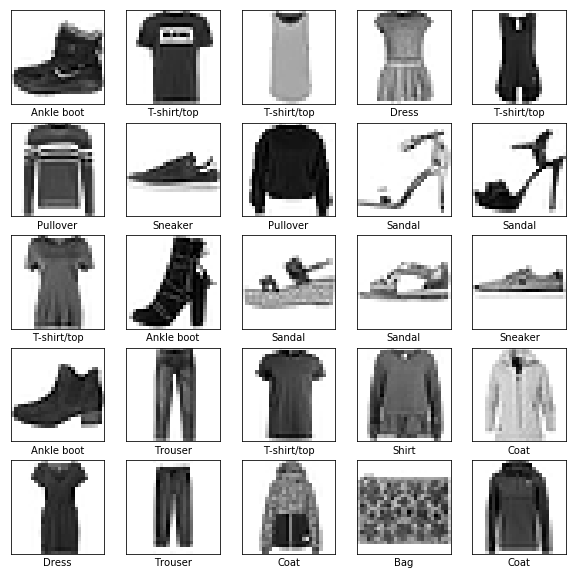 Ankle boot T-shirt/top T-shirt/top Dress T-shirt/top
Pullover Sneaker Pullover Sandal Sandal
T-shirt/top Ankle boot Sandal Sandal Sneaker
Ankle boot Trouser T-shirt/top Shirt Coat
Dress Trouser Coat Bag Coat